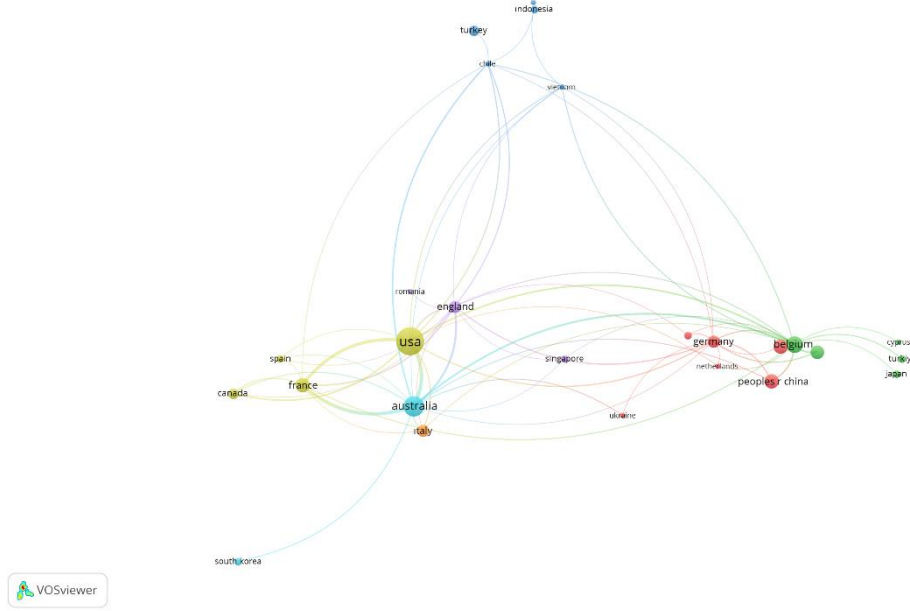 indonesia
turkey
chile
vietnam
romania
england
usa
germany
belgium
cyprus
spain
singapore
netherlands
turkiy
france
peoples r china
japan
canada
australia
ukraine
italy
south korea
VOSviewer